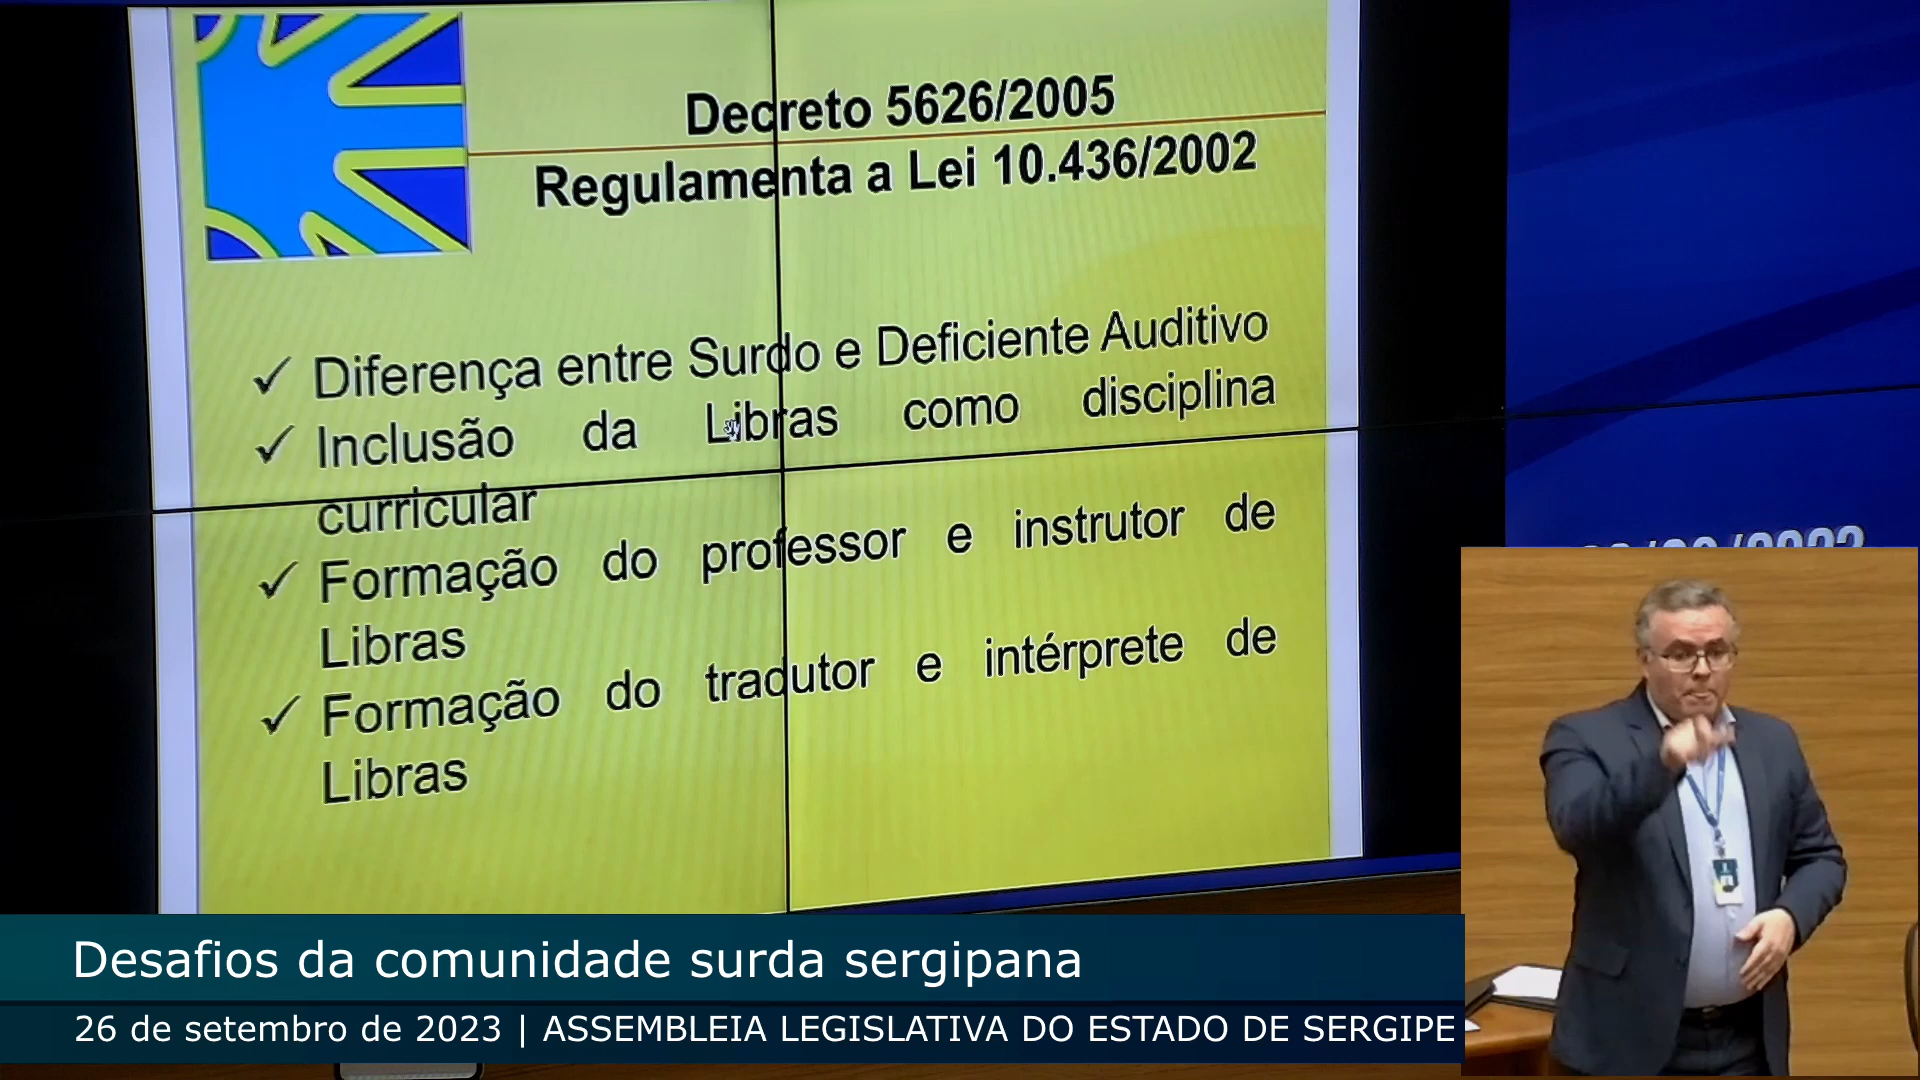 Decreto 5626/2005
Regulamenta a Lei 10.436/2002
✓ Diferença entre Surdo e Deficiente Auditivo
✓ Inclusão da Libras como disciplina
curricular
✓ Formação do professor e instrutor de
Libras
✓ Formação do tradutor e intérprete de
Libras
Desafios da comunidade surda sergipana
26 de setembro de 2023 | ASSEMBLEIA LEGISLATIVA DO ESTADO DE SERGIPE